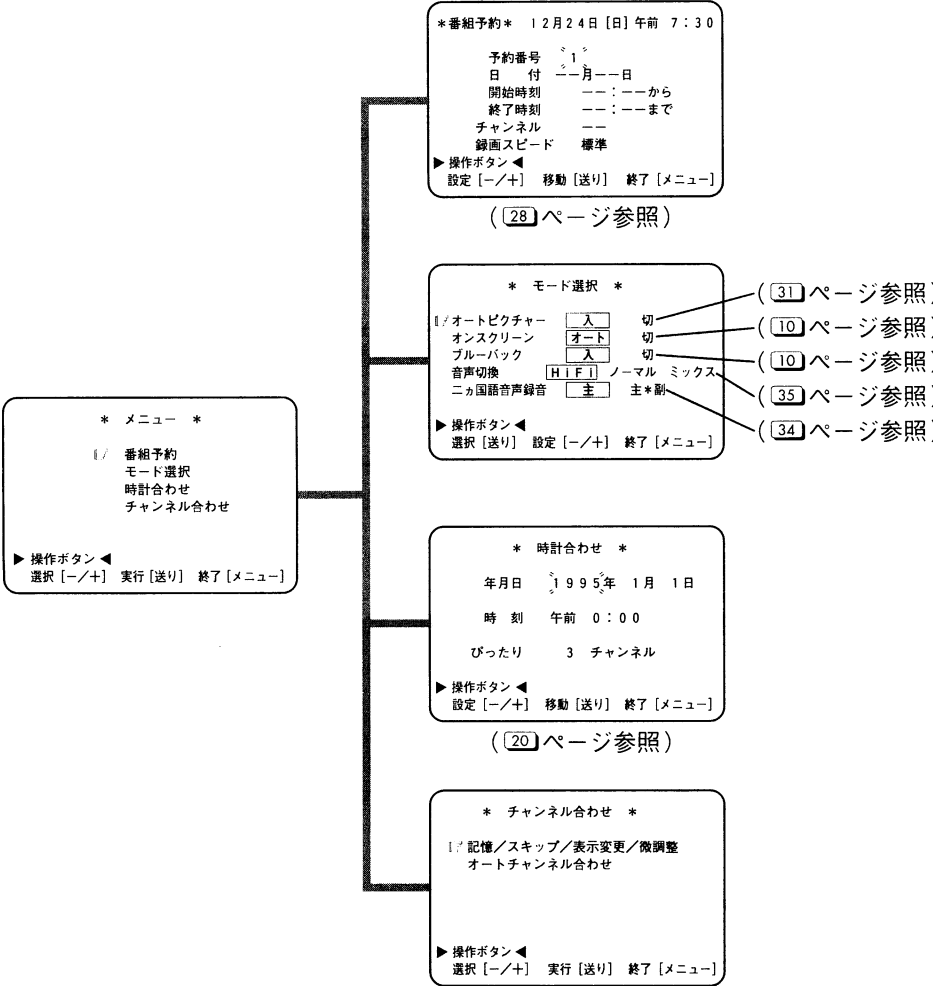 *番組予約* 12月24日[日]午前 7:30
予約番号 1
日 付 −−月−−日
開始時刻 −−:−−から
終了時刻 −−:−−まで
チャンネル −−
録画スピード 標準
▶ 操作ボタン ◀
設定[−/+] 移動[送り] 終了[メニュー]
(28ページ参照)
* モード選択 *
オートピクチャー 入 切
(31ページ参照)
オンスクリーン オート 切
(10ページ参照)
ブルーバック 入 切
(10ページ参照)
音声切換 HiFi ノーマル ミックス
(35ページ参照)
二ヵ国語音声録音 主 主*副
(34ページ参照)
▶ 操作ボタン ◀
選択[送り] 設定[−/+] 終了[メニュー]
* メニュー *
番組予約
モード選択
時計合わせ
チャンネル合わせ
▶ 操作ボタン ◀
選択[−/+] 実行[送り] 終了[メニュー]
* 時計合わせ *
年月日 1995年 1月 1日
時 刻 午前 0:00
ぴったり 3 チャンネル
▶ 操作ボタン ◀
設定[−/+] 移動[送り] 終了[メニュー]
(20ページ参照)
* チャンネル合わせ *
記憶/スキップ/表示変更/微調整
オートチャンネル合わせ
▶ 操作ボタン ◀
選択[−/+] 実行[送り] 終了[メニュー]